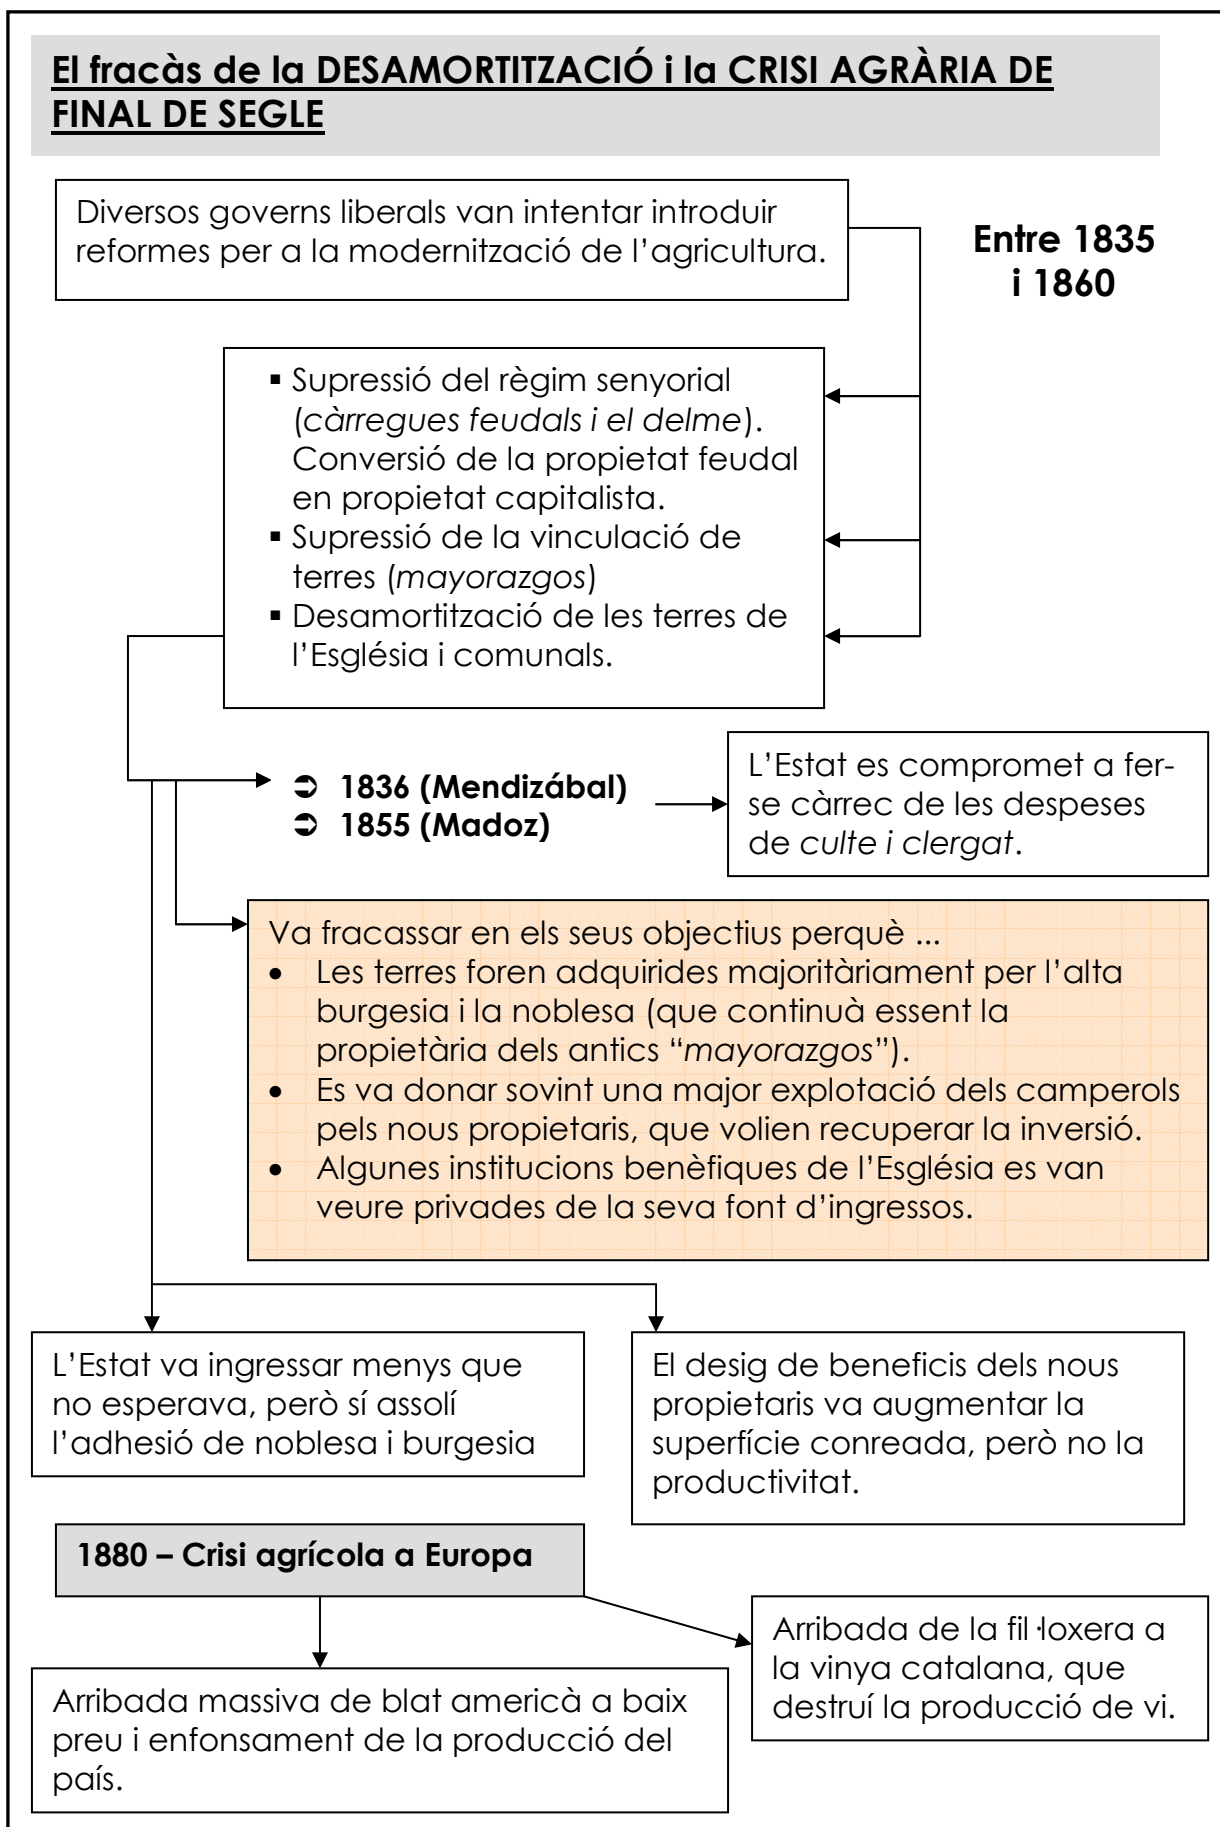 El fracàs de la DESAMORTITZACIÓ i la CRISI AGRÀRIA DE
FINAL DE SEGLE
Diversos governs liberals van intentar introduir
reformes per a la modernització de l’agricultura.
Entre 1835
i 1860
▪ Supressió del règim senyorial
(càrregues feudals i el delme).
Conversió de la propietat feudal
en propietat capitalista.
▪ Supressió de la vinculació de
terres (mayorazgos)
▪ Desamortització de les terres de
l’Església i comunals.
➲ 1836 (Mendizábal)
➲ 1855 (Madoz)
L’Estat es compromet a fer-
se càrrec de les despeses
de culte i clergat.
Va fracassar en els seus objectius perquè ...
• Les terres foren adquirides majoritàriament per l’alta
burgesia i la noblesa (que continuà essent la
propietària dels antics “mayorazgos”).
• Es va donar sovint una major explotació dels camperols
pels nous propietaris, que volien recuperar la inversió.
• Algunes institucions benèfiques de l’Església es van
veure privades de la seva font d’ingressos.
L’Estat va ingressar menys que
no esperava, però sí assolí
l’adhesió de noblesa i burgesia
El desig de beneficis dels nous
propietaris va augmentar la
superfície conreada, però no la
productivitat.
1880 – Crisi agrícola a Europa
Arribada de la fil·loxera a
la vinya catalana, que
destruí la producció de vi.
Arribada massiva de blat americà a baix
preu i enfonsament de la producció del
país.